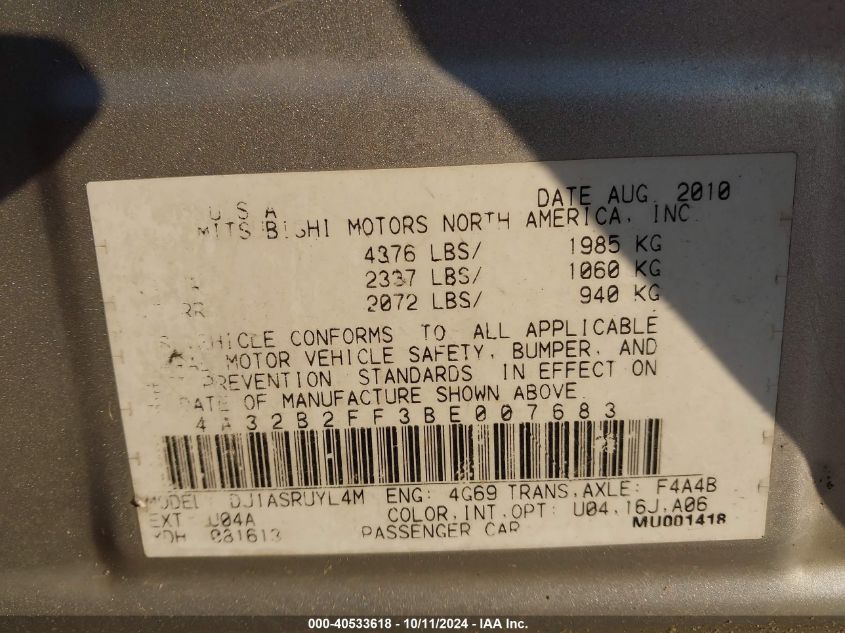 U S A DATE AUG. 2010
MITSUBISHI MOTORS NORTH AMERICA, INC.
4376 LBS/ 1985 KG
2337 LBS/ 1060 KG
RR 2072 LBS/ 940 KG
VEHICLE CONFORMS TO ALL APPLICABLE
MOTOR VEHICLE SAFETY, BUMPER, AND
PREVENTION STANDARDS IN EFFECT ON
DATE OF MANUFACTURE SHOWN ABOVE.
4A32B2FF3BE007683
MODEL: DJ1ASRUYL4M ENG: 4G69 TRANS,AXLE: F4A4B
EXT U04A COLOR,INT,OPT: U04,16J,A06
081613 PASSENGER CAR MU001418
000-40533618 - 10/11/2024 - IAA Inc.